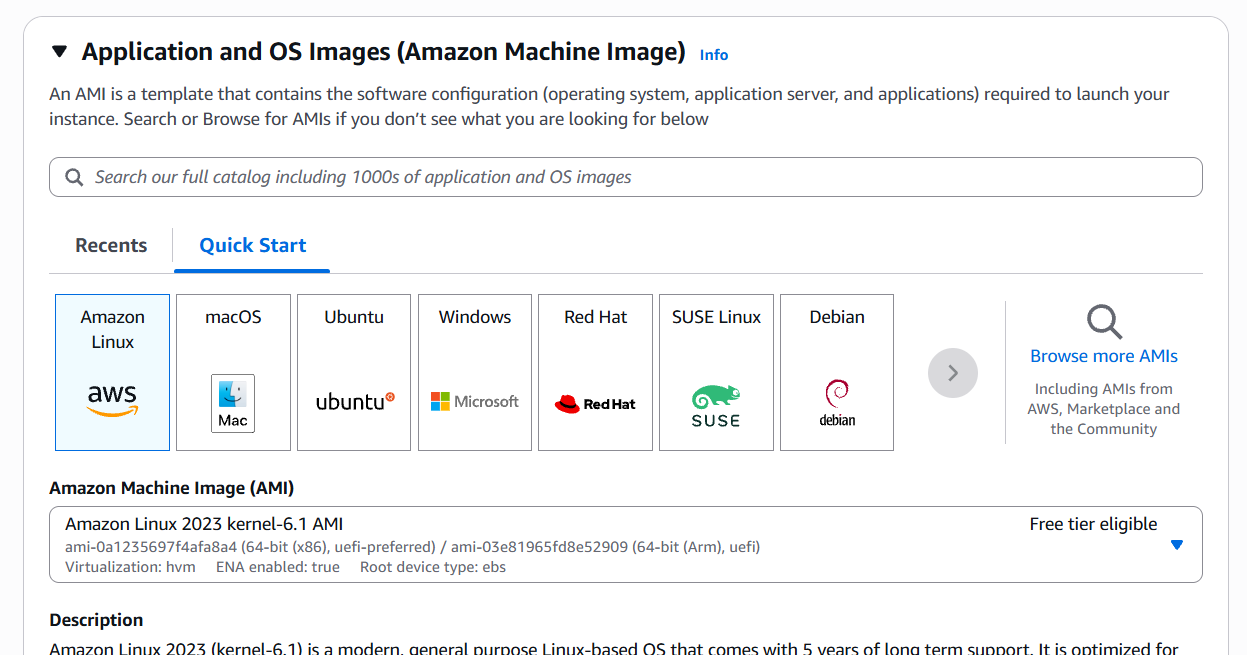 Application and OS Images (Amazon Machine Image) Info
An AMI is a template that contains the software configuration (operating system, application server, and applications) required to launch your
instance. Search or Browse for AMIs if you don’t see what you are looking for below
Search our full catalog including 1000s of application and OS images
Recents
Quick Start
Amazon
Linux
aws
macOS
Mac
Ubuntu
ubuntu
Windows
Microsoft
Red Hat
Red Hat
SUSE Linux
SUSE
Debian
debian
Browse more AMIs
Including AMIs from
AWS, Marketplace and
the Community
Amazon Machine Image (AMI)
Amazon Linux 2023 kernel-6.1 AMI
Free tier eligible
ami-0a1235697f4afa8a4 (64-bit (x86), uefi-preferred) / ami-03e81965fd8e52909 (64-bit (Arm), uefi)
Virtualization: hvm ENA enabled: true Root device type: ebs
Description
Amazon Linux 2023 (kernel-6.1) is a modern, general purpose Linux-based OS that comes with 5 years of long term support. It is optimized for